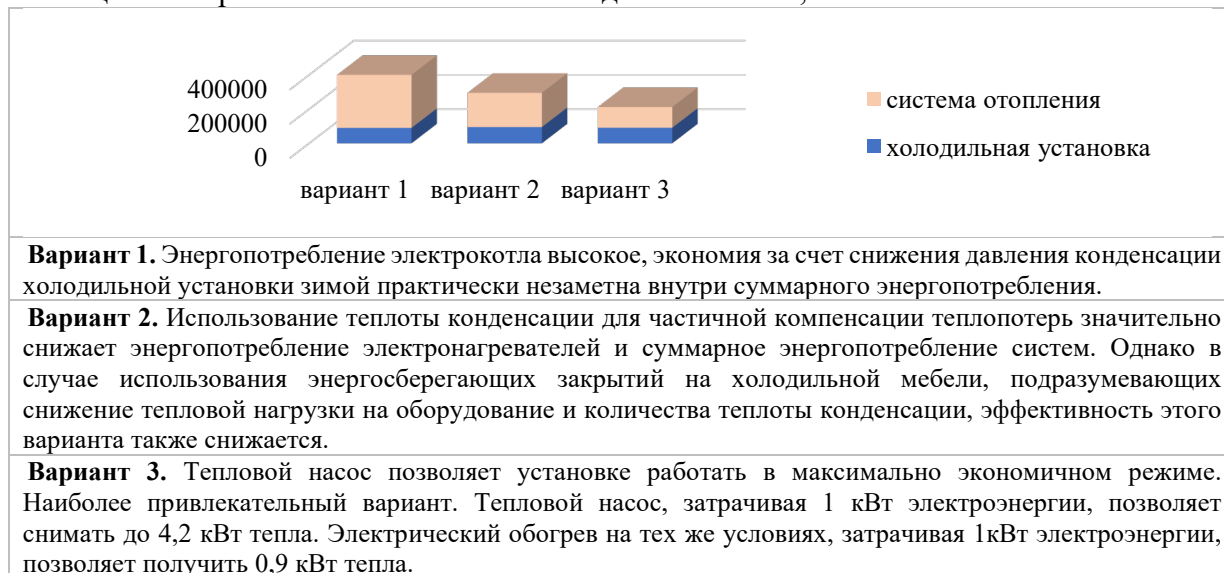 400000
200000
0
вариант 1 вариант 2 вариант 3
система отопления
холодильная установка
Вариант 1. Энергопотребление электрокотла высокое, экономия за счет снижения давления конденсации
холодильной установки зимой практически незаметна внутри суммарного энергопотребления.
Вариант 2. Использование теплоты конденсации для частичной компенсации теплопотерь значительно
снижает энергопотребление электронагревателей и суммарное энергопотребление систем. Однако в
случае использования энергосберегающих закрытий на холодильной мебели, подразумевающих
снижение тепловой нагрузки на оборудование и количества теплоты конденсации, эффективность этого
варианта также снижается.
Вариант 3. Тепловой насос позволяет установке работать в максимально экономичном режиме.
Наиболее привлекательный вариант. Тепловой насос, затрачивая 1 кВт электроэнергии, позволяет
снимать до 4,2 кВт тепла. Электрический обогрев на тех же условиях, затрачивая 1кВт электроэнергии,
позволяет получить 0,9 кВт тепла.